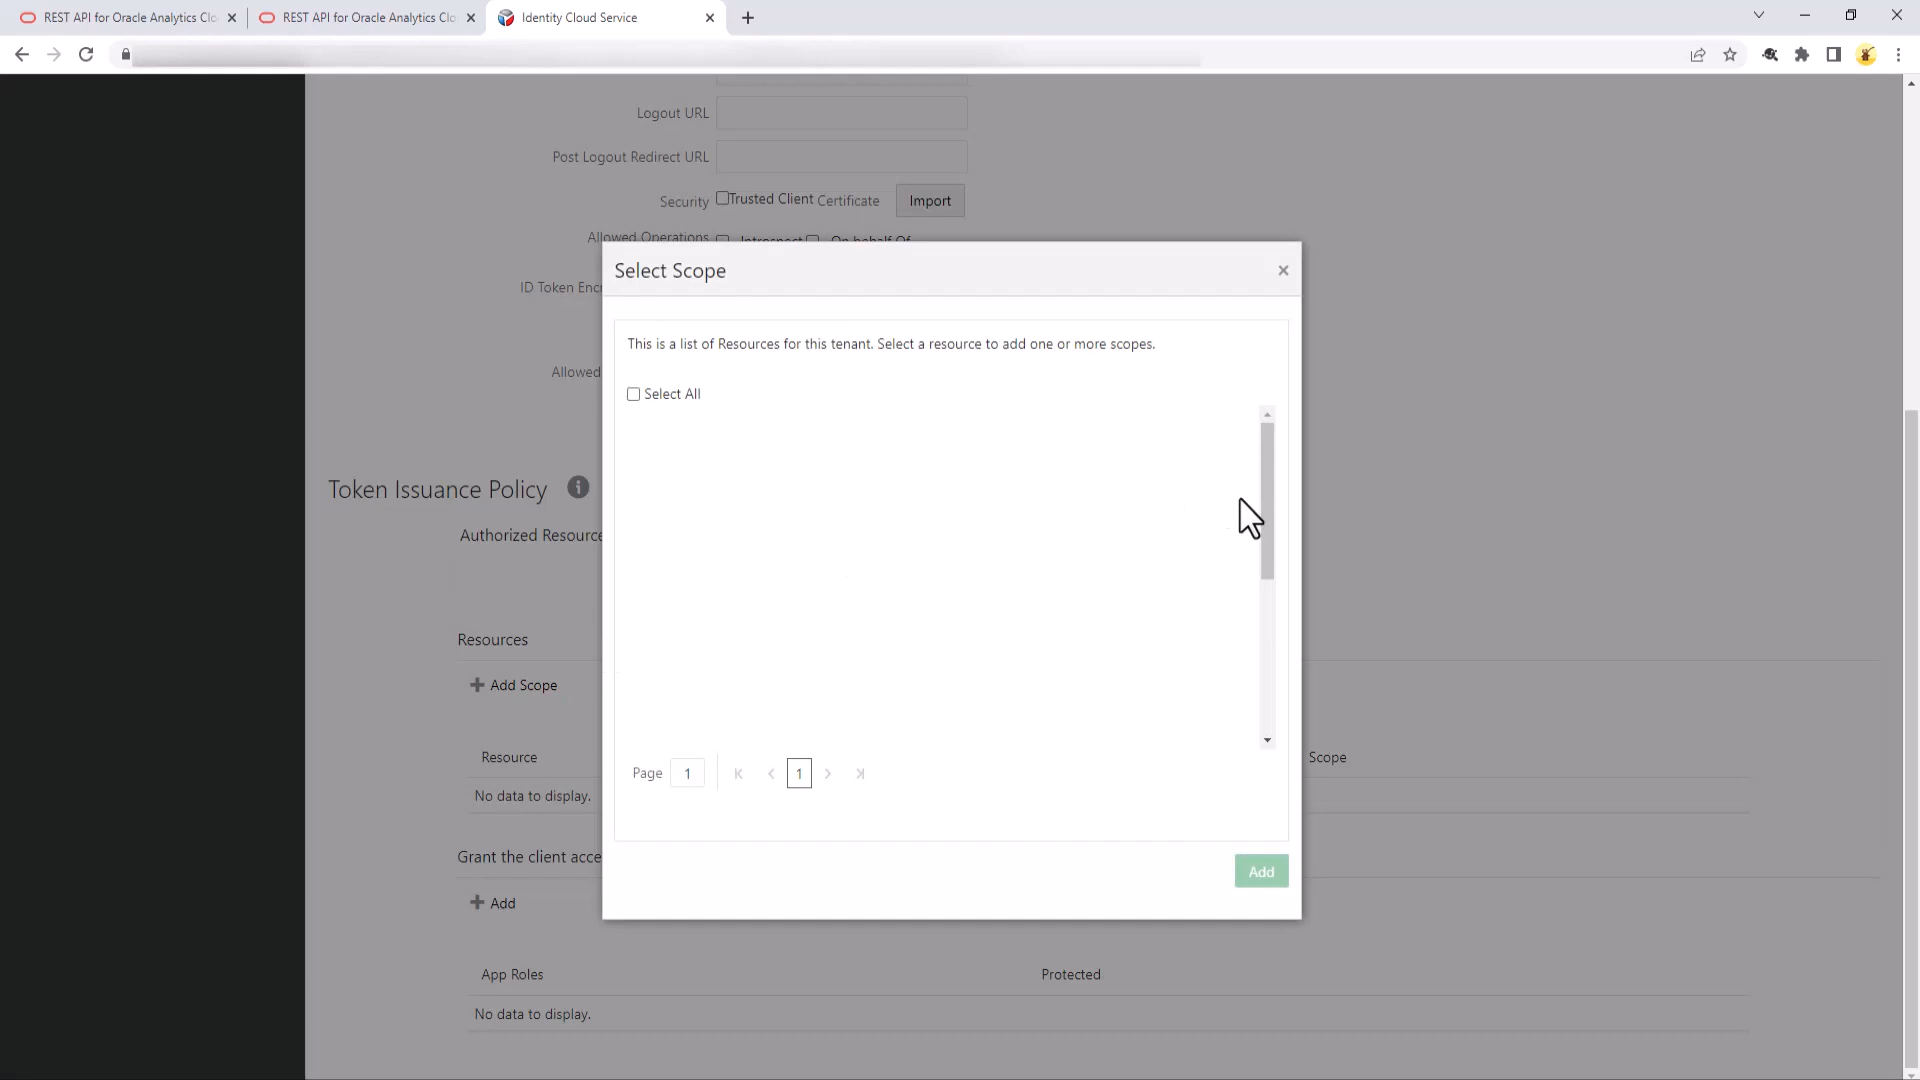 REST API for Oracle Analytics Clo
REST API for Oracle Analytics Clo
Identity Cloud Service
Logout URL
Post Logout Redirect URL
Security Trusted Client Certificate Import
Allowed Operations Introspect On behalf Of
ID Token Encr
Allowed
Select Scope
This is a list of Resources for this tenant. Select a resource to add one or more scopes.
Select All
Token Issuance Policy
Authorized Resource
Resources
Add Scope
Resource Scope
No data to display.
Page 1 1
Grant the client acce
Add
Add
App Roles Protected
No data to display.